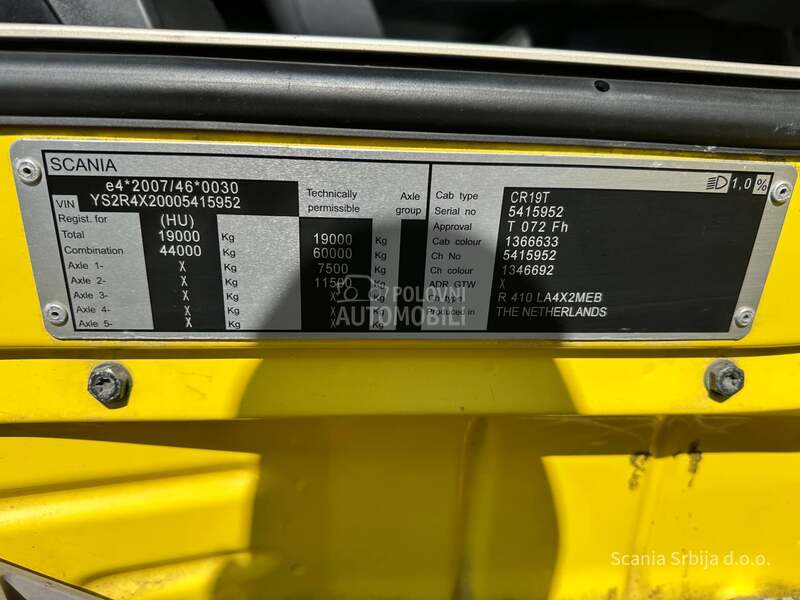 SCANIA
e4*2007/46*0030
VIN YS2R4X20005415952
Technically permissible
Axle group
Regist. for (HU)
Total 19000 Kg 19000 Kg
Combination 44000 Kg 60000 Kg
Axle 1- X Kg 7500 Kg
Axle 2- X Kg 11500 Kg
Axle 3- X Kg X Kg
Axle 4- X Kg X Kg
Axle 5- X Kg X Kg
1,0%
Cab type CR19T
Serial no 5415952
Approval T 072 Fh
Cab colour 1366633
Ch No 5415952
Ch colour 1346692
ADR GTW X
Ch type R 410 LA4X2MEB
Produced in THE NETHERLANDS
POLOVNI
AUTOMOBILI
Scania Srbija d.o.o.